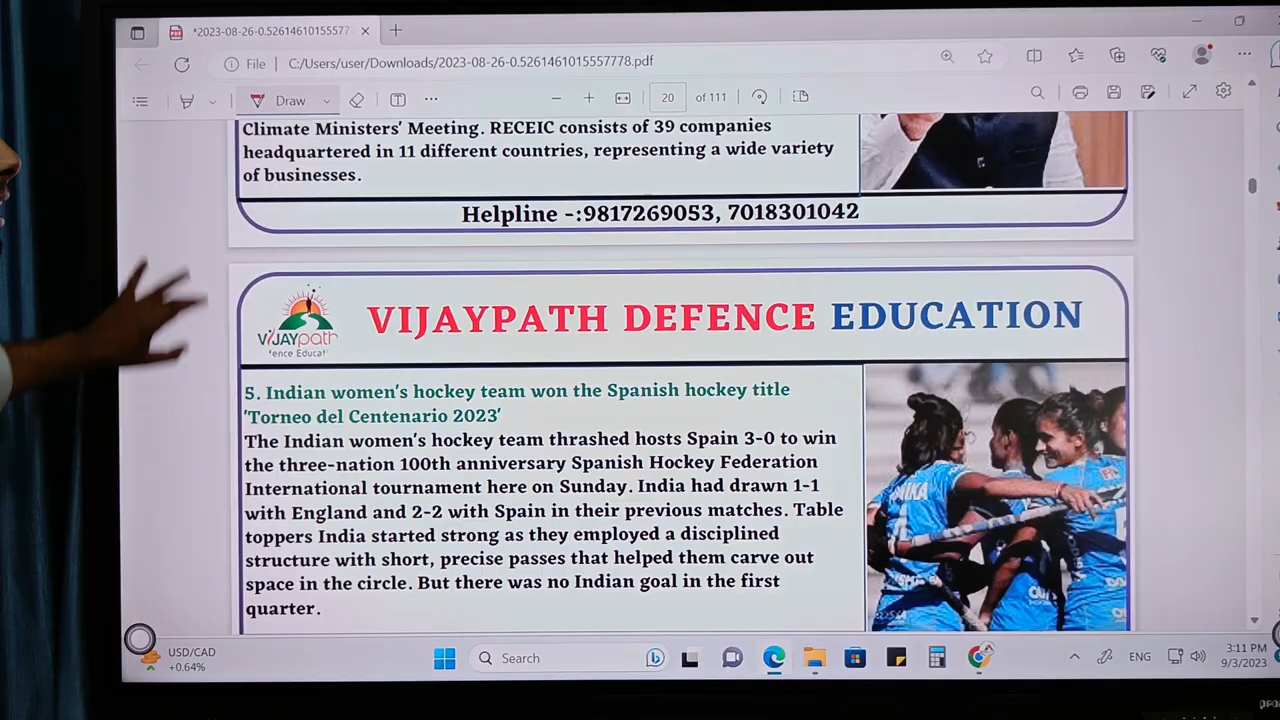 *2023-08-26-0.52614610155577
File
C:/Users/user/Downloads/2023-08-26-0.5261461015557778.pdf
Draw
20 of 111
Climate Ministers' Meeting. RECEIC consists of 39 companies
headquartered in 11 different countries, representing a wide variety
of businesses.
Helpline -:9817269053, 7018301042
VIJAYpath
'ence Educat'
VIJAYPATH DEFENCE EDUCATION
5. Indian women's hockey team won the Spanish hockey title
'Torneo del Centenario 2023'
The Indian women's hockey team thrashed hosts Spain 3-0 to win
the three-nation 100th anniversary Spanish Hockey Federation
International tournament here on Sunday. India had drawn 1-1
with England and 2-2 with Spain in their previous matches. Table
toppers India started strong as they employed a disciplined
structure with short, precise passes that helped them carve out
space in the circle. But there was no Indian goal in the first
quarter.
USD/CAD
+0.64%
Search
ENG
3:11 PM
9/3/2023